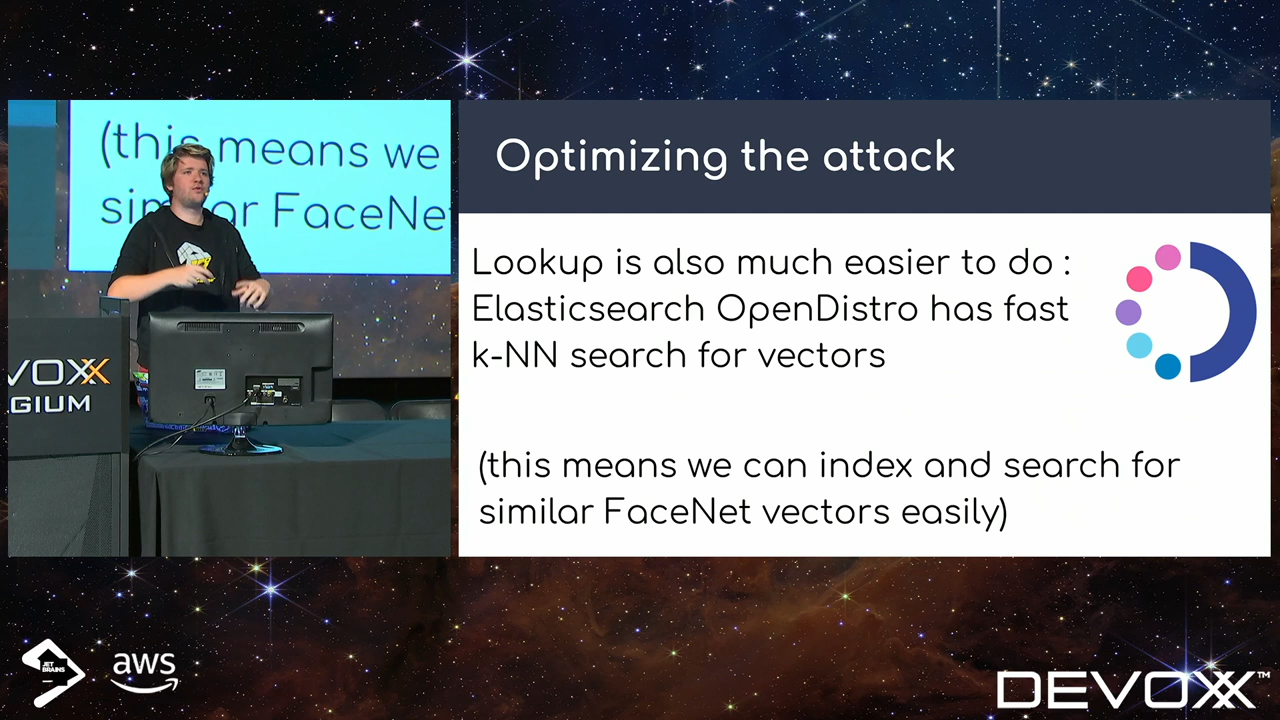 (this means we
similar FaceNe
VOXX
GIUM
Optimizing the attack
Lookup is also much easier to do :
Elasticsearch OpenDistro has fast
k-NN search for vectors
(this means we can index and search for
similar FaceNet vectors easily)
JET
BRAINS
aws
DEVOXX™